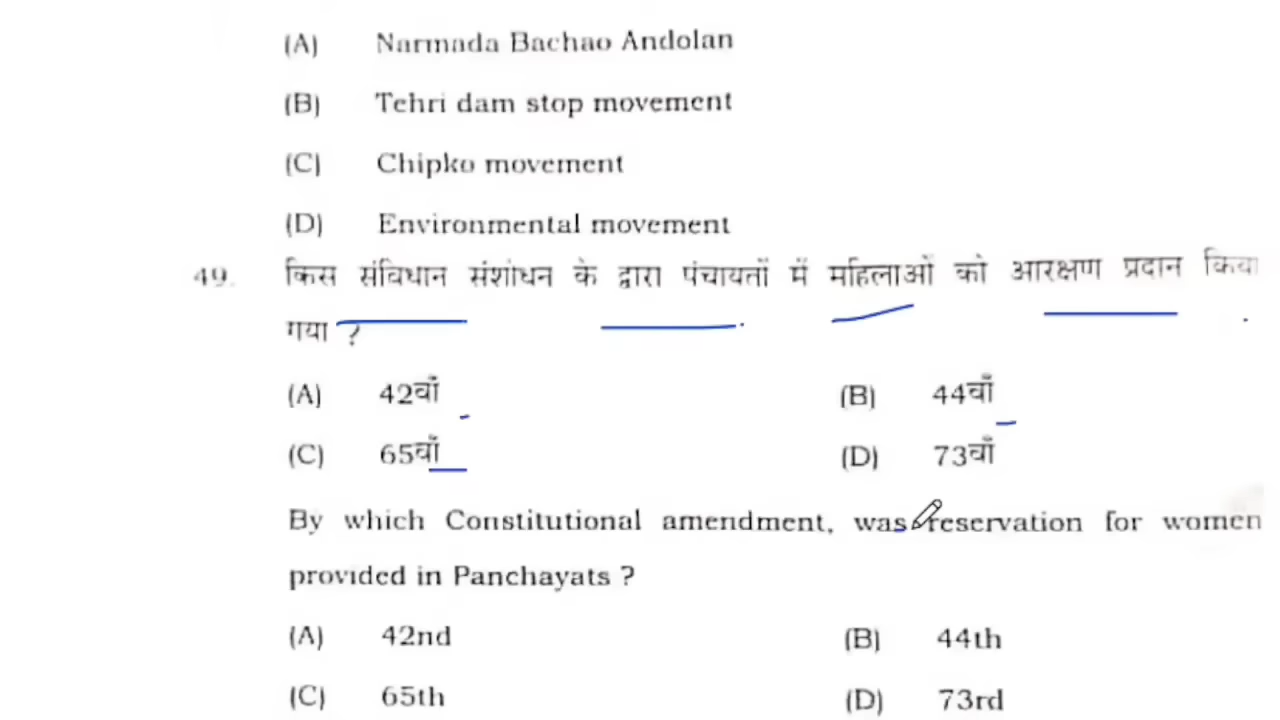 (A) Narmada Bachao Andolan
(B) Tehri dam stop movement
(C) Chipko movement
(D) Environmental movement
49. किस संविधान संशोधन के द्वारा पंचायतों में महिलाओं को आरक्षण प्रदान किया
गया ?
(A) 42वाँ (B) 44वाँ
(C) 65वाँ (D) 73वाँ
By which Constitutional amendment, was reservation for women
provided in Panchayats ?
(A) 42nd (B) 44th
(C) 65th (D) 73rd